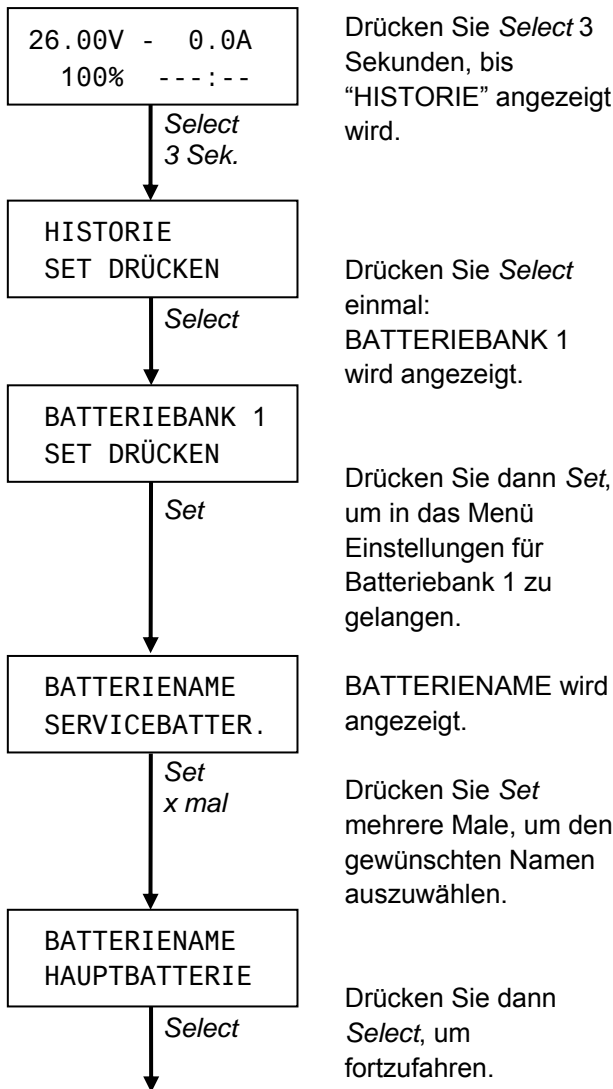 26.00V - 0.0A
100% ---:--
Drücken Sie Select 3
Sekunden, bis
“HISTORIE” angezeigt
wird.
Select
3 Sek.
HISTORIE
SET DRÜCKEN
Drücken Sie Select
einmal:
BATTERIEBANK 1
wird angezeigt.
Select
BATTERIEBANK 1
SET DRÜCKEN
Drücken Sie dann Set,
um in das Menü
Einstellungen für
Batteriebank 1 zu
gelangen.
Set
BATTERIENAME
SERVICEBATTER.
BATTERIENAME wird
angezeigt.
Set
x mal
Drücken Sie Set
mehrere Male, um den
gewünschten Namen
auszuwählen.
BATTERIENAME
HAUPTBATTERIE
Drücken Sie dann
Select, um
fortzufahren.
Select